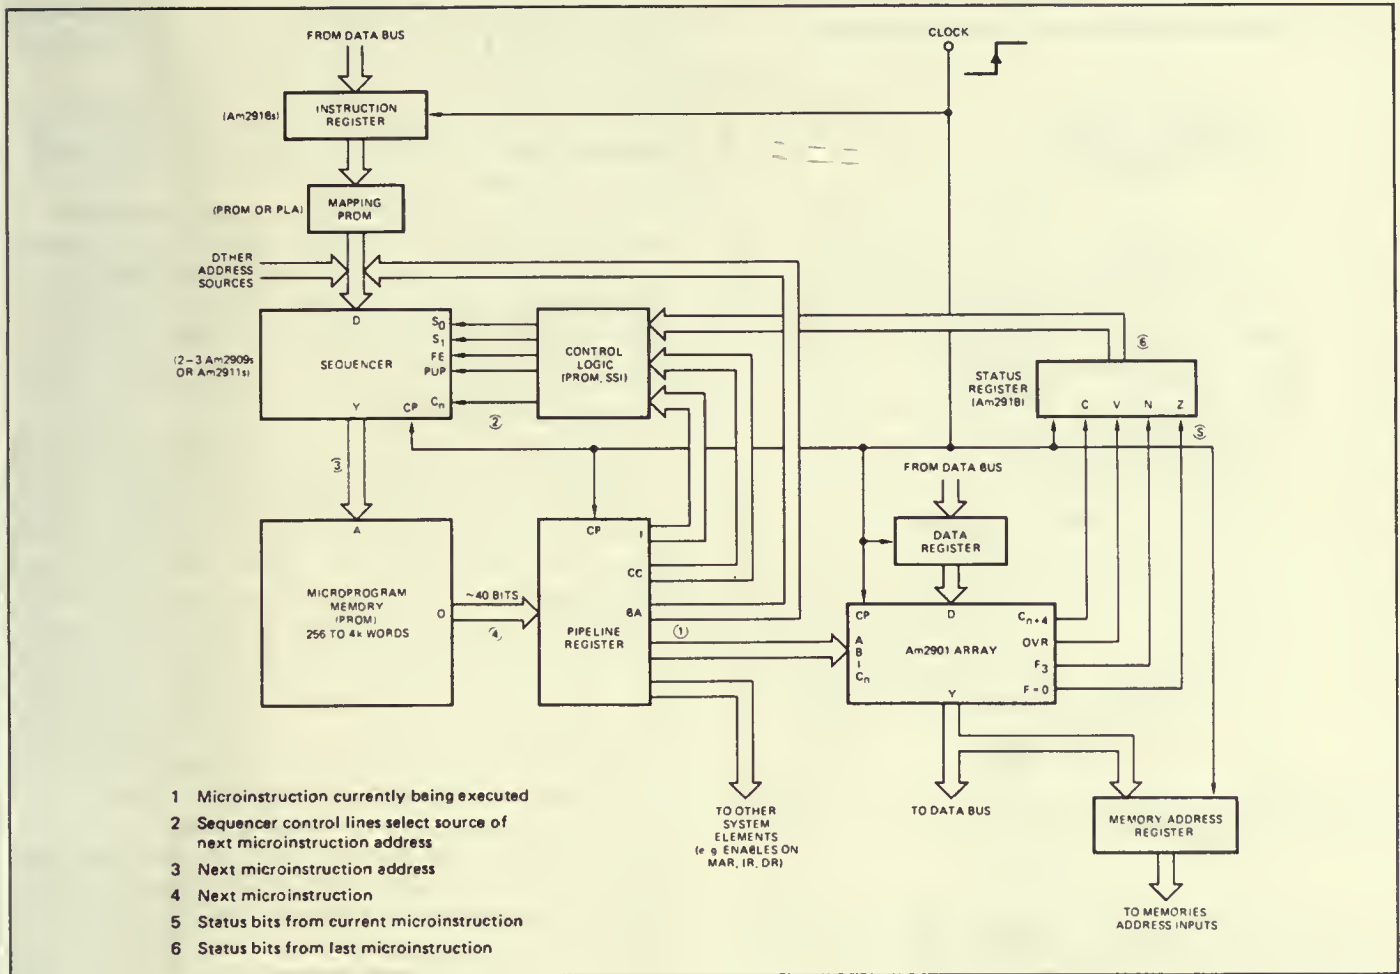 FROM DATA BUS
CLOCK
(Am2918s)
INSTRUCTION
REGISTER
(PROM OR PLA)
MAPPING
PROM
OTHER
ADDRESS
SOURCES
D
SEQUENCER
S0
S1
FE
PUP
Cn
Y
CP
(2-3 Am2909s
OR Am2911s)
CONTROL
LOGIC
(PROM, SSI)
2
3
6
STATUS
REGISTER
(Am2918)
C V N Z
5
FROM DATA BUS
DATA
REGISTER
A
MICROPROGRAM
MEMORY
(PROM)
256 TO 4k WORDS
O
~40 BITS
4
CP
I
CC
BA
PIPELINE
REGISTER
1
CP
D
A
B
I
Cn
Am2901 ARRAY
Cn+4
OVR
F3
F=0
Y
TO OTHER
SYSTEM
ELEMENTS
(e.g. ENABLES ON
MAR, IR, DR)
TO DATA BUS
MEMORY ADDRESS
REGISTER
TO MEMORIES
ADDRESS INPUTS
1 Microinstruction currently being executed
2 Sequencer control lines select source of
next microinstruction address
3 Next microinstruction address
4 Next microinstruction
5 Status bits from current microinstruction
6 Status bits from last microinstruction